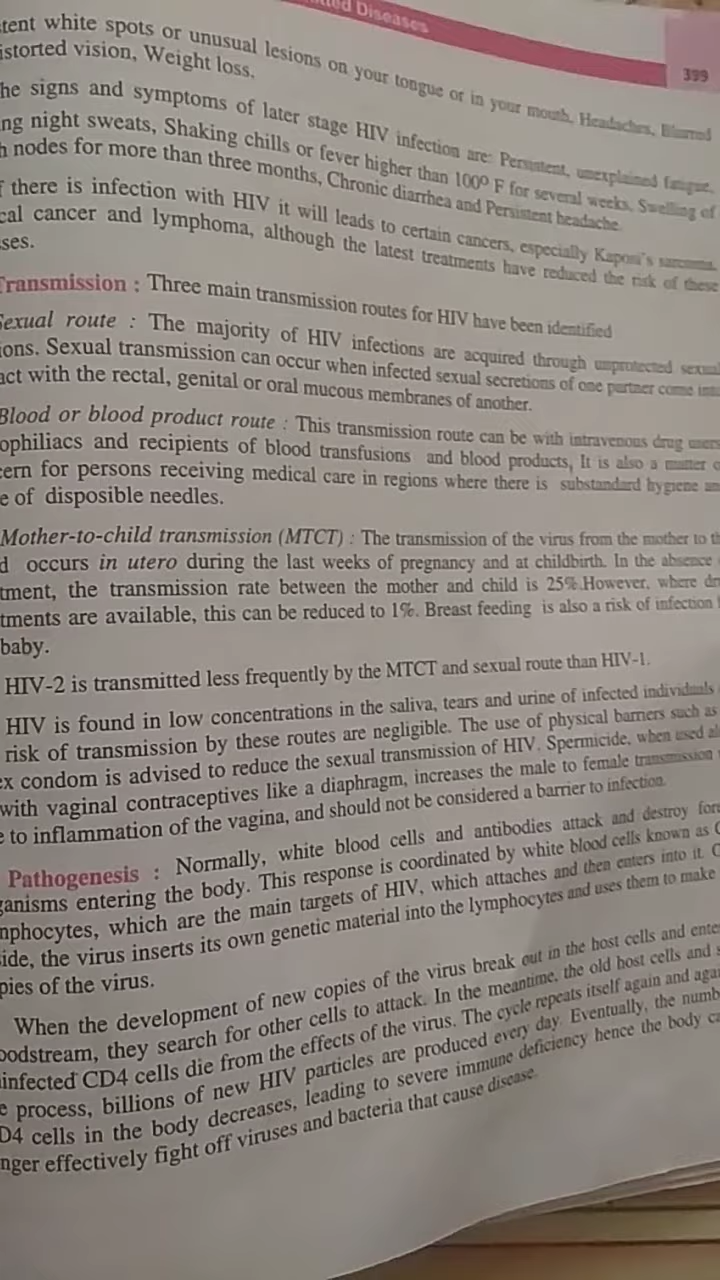 tted Diseases
399
tent white spots or unusual lesions on your tongue or in your mouth, Headaches, Blurred
istorted vision, Weight loss.
he signs and symptoms of later stage HIV infection are: Persistent, unexplained fatigue,
ng night sweats, Shaking chills or fever higher than 100⁰ F for several weeks, Swelling of
h nodes for more than three months, Chronic diarrhea and Persistent headache.
f there is infection with HIV it will leads to certain cancers, especially Kaposi's sarcoma,
cal cancer and lymphoma, although the latest treatments have reduced the risk of these
ses.
Transmission : Three main transmission routes for HIV have been identified
Sexual route : The majority of HIV infections are acquired through unprotected sexual
ions. Sexual transmission can occur when infected sexual secretions of one partner come into
act with the rectal, genital or oral mucous membranes of another.
Blood or blood product route : This transmission route can be with intravenous drug users
ophiliacs and recipients of blood transfusions and blood products, It is also a matter o
cern for persons receiving medical care in regions where there is substandard hygiene an
e of disposible needles.
Mother-to-child transmission (MTCT) : The transmission of the virus from the mother to th
d occurs in utero during the last weeks of pregnancy and at childbirth. In the absence
tment, the transmission rate between the mother and child is 25%.However, where dr
tments are available, this can be reduced to 1%. Breast feeding is also a risk of infection
baby.
HIV-2 is transmitted less frequently by the MTCT and sexual route than HIV-1.
HIV is found in low concentrations in the saliva, tears and urine of infected individuals
risk of transmission by these routes are negligible. The use of physical barriers such as
ex condom is advised to reduce the sexual transmission of HIV. Spermicide, when used al
with vaginal contraceptives like a diaphragm, increases the male to female transmission
e to inflammation of the vagina, and should not be considered a barrier to infection.
Pathogenesis : Normally, white blood cells and antibodies attack and destroy for
ganisms entering the body. This response is coordinated by white blood cells known as C
nphocytes, which are the main targets of HIV, which attaches and then enters into it. O
side, the virus inserts its own genetic material into the lymphocytes and uses them to make
pies of the virus.
When the development of new copies of the virus break out in the host cells and ente
oodstream, they search for other cells to attack. In the meantime, the old host cells and s
infected CD4 cells die from the effects of the virus. The cycle repeats itself again and agai
e process, billions of new HIV particles are produced every day. Eventually, the numb
D4 cells in the body decreases, leading to severe immune deficiency hence the body ca
nger effectively fight off viruses and bacteria that cause disease.